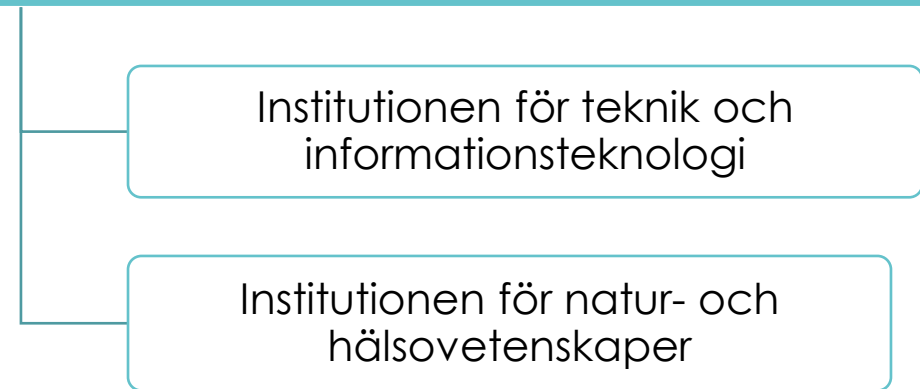 Institutionen för teknik och
informationsteknologi
Institutionen för natur- och
hälsovetenskaper